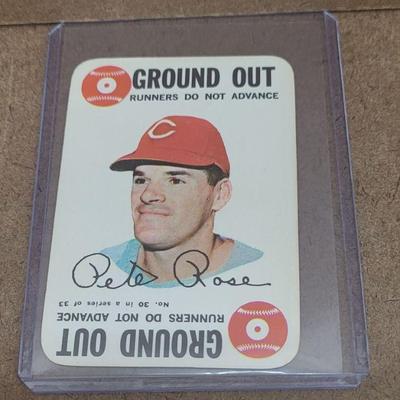 GROUND OUT
RUNNERS DO NOT ADVANCE
C
Pete Rose
No. 30 in a series of 33
RUNNERS DO NOT ADVANCE
GROUND OUT